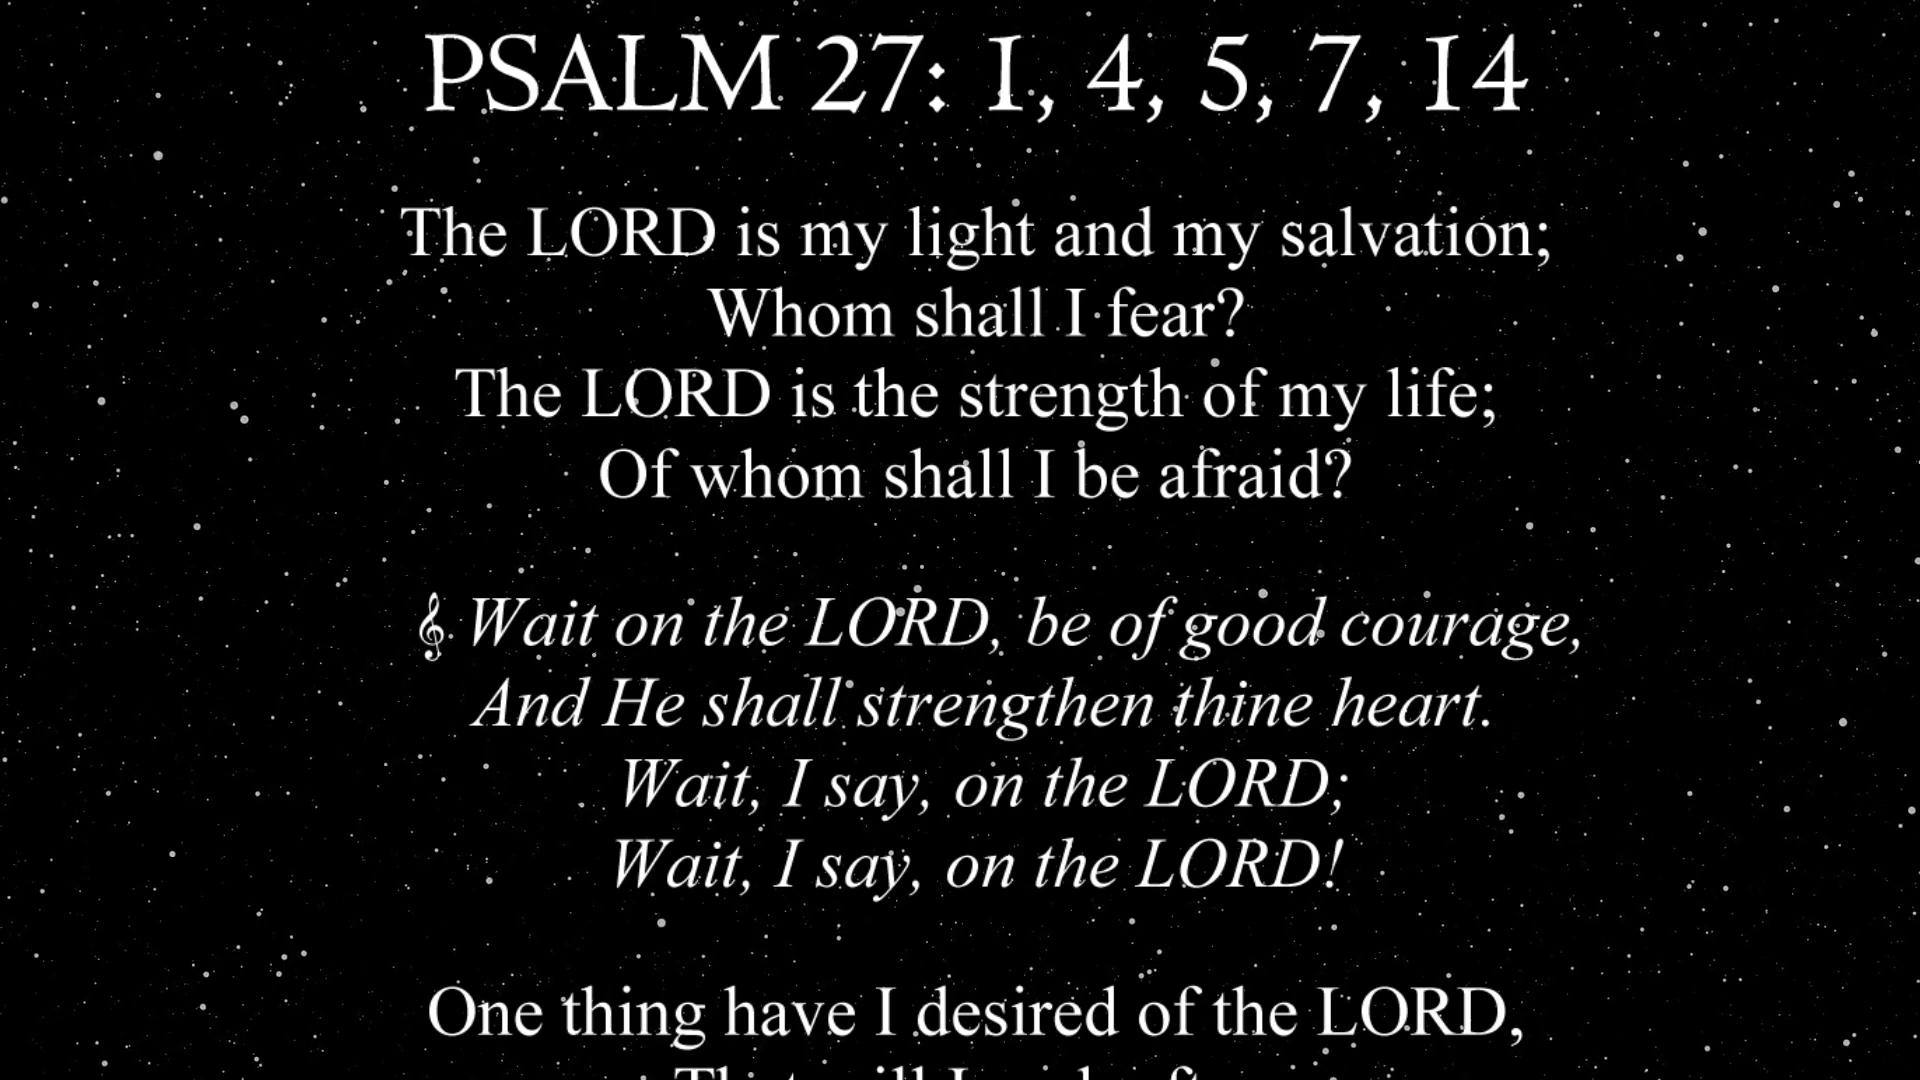 PSALM 27: 1, 4, 5, 7, 14
The LORD is my light and my salvation;
Whom shall I fear?
The LORD is the strength of my life;
Of whom shall I be afraid?
𝄞 Wait on the LORD, be of good courage,
And He shall strengthen thine heart.
Wait, I say, on the LORD;
Wait, I say, on the LORD!
One thing have I desired of the LORD,